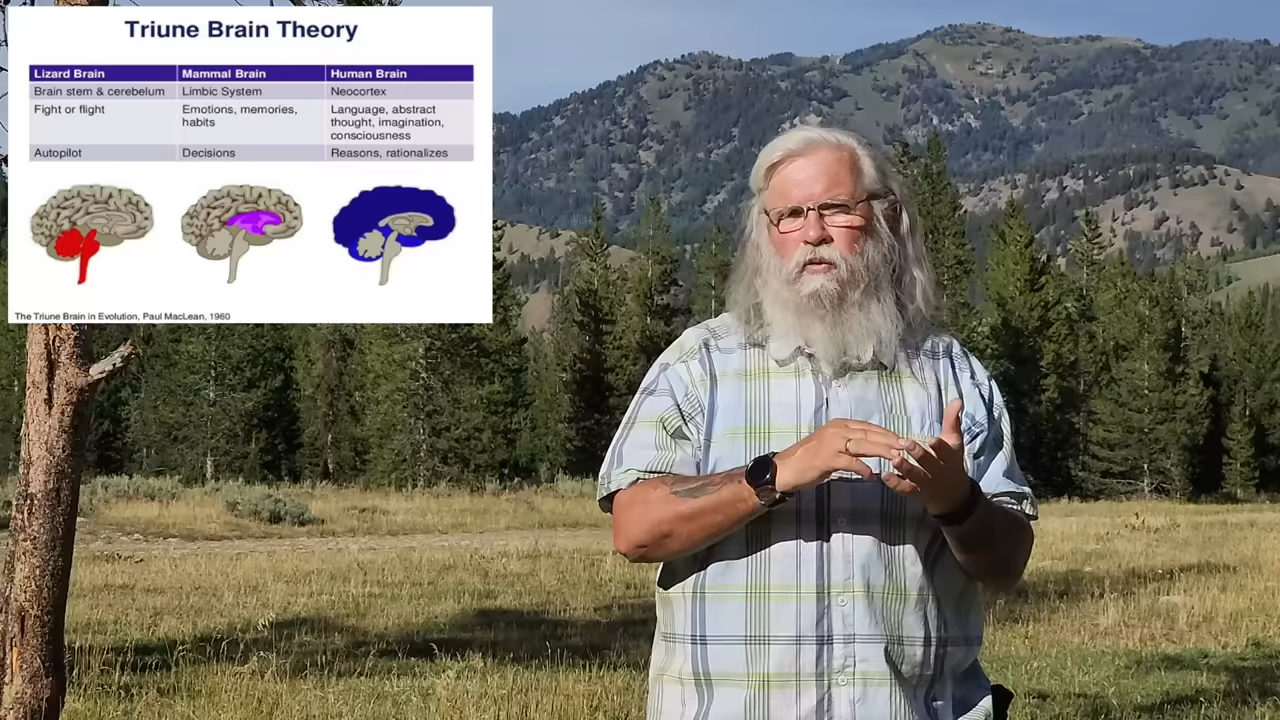 Triune Brain Theory
Lizard Brain Mammal Brain Human Brain
Brain stem & cerebelum Limbic System Neocortex
Fight or flight Emotions, memories, Language, abstract
habits thought, imagination,
consciousness
Autopilot Decisions Reasons, rationalizes
The Triune Brain in Evolution, Paul MacLean, 1960